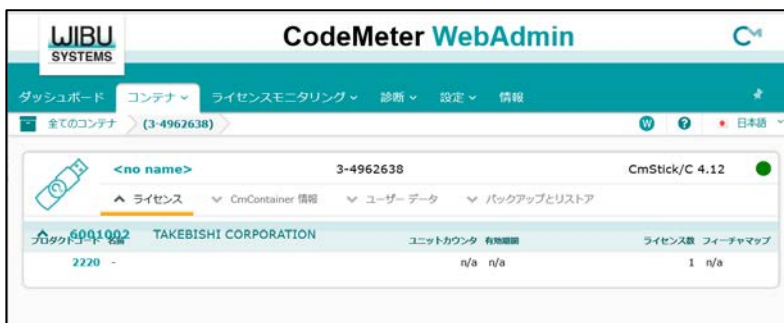 WIBU
SYSTEMS
CodeMeter WebAdmin
ダッシュボード コンテナ ライセンスモニタリング 診断 設定 情報
全てのコンテナ (3-4962638) W ? 日本語
<no name> 3-4962638 CmStick/C 4.12
ライセンス CmContainer 情報 ユーザー データ バックアップとリストア
6001002 TAKEBISHI CORPORATION
プロダクトコード 名前 ユニットカウンタ 有効期限 ライセンス数 フィーチャマップ
2220 - n/a n/a 1 n/a